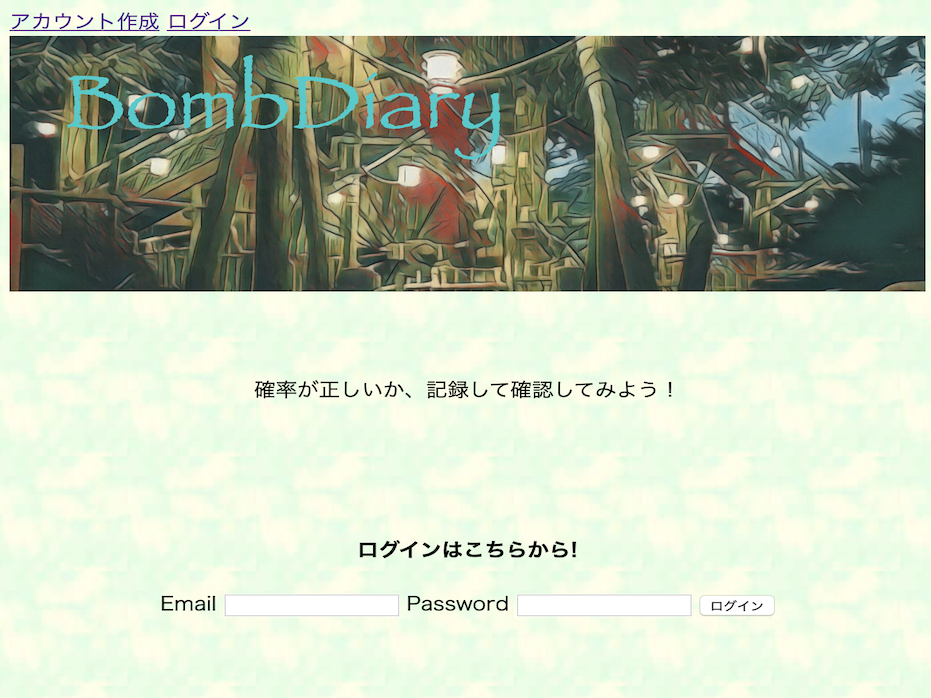 アカウント作成 ログイン
BombDiary
確率が正しいか、記録して確認してみよう！
ログインはこちらから!
Email Password ログイン